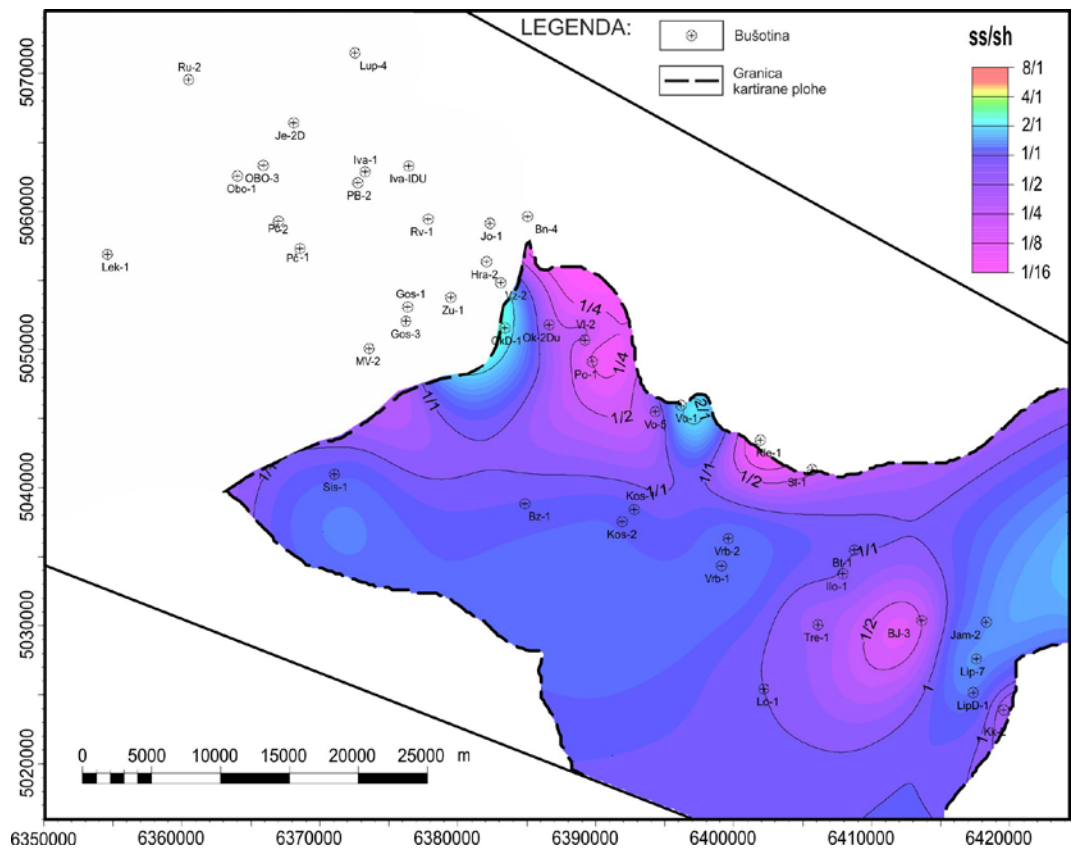 LEGENDA:
Bušotina
Granica
kartirane plohe
ss/sh
8/1
4/1
2/1
1/1
1/2
1/4
1/8
1/16
Lup-4
Ru-2
Je-2D
Iva-1
OBO-3
Iva-IDU
Obo-1
PB-2
Rv-1
Jo-1
Bn-4
Pč-1
Lek-1
Hra-2
Gos-1
Zu-1
Vz-2
1/4
Gos-3
OkD-1
Ok-2Du
Vl-2
MV-2
Po-1
1/4
1/1
1/2
Vo-5
Vo-1
2/1
1/1
Sis-1
1/1
1/1
1/2
Sl-1
Bz-1
Kos-2
Vrb-2
Vrb-1
1/1
Bt-1
Ilo-1
Tre-1
1/2
BJ-3
Jam-2
Lip-7
Lo-1
1
LipD-1
1
0 5000 10000 15000 20000 25000 m
5070000
5060000
5050000
5040000
5030000
5020000
6350000 6360000 6370000 6380000 6390000 6400000 6410000 6420000